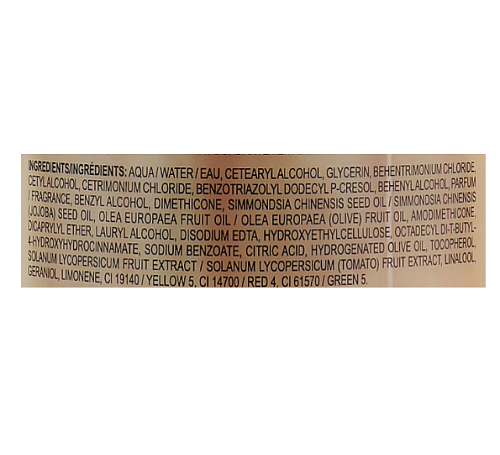 INGREDIENTS/INGRÉDIENTS: AQUA / WATER / EAU, CETEARYL ALCOHOL, GLYCERIN, BEHENTRIMONIUM CHLORIDE,
CETYL ALCOHOL, CETRIMONIUM CHLORIDE, BENZOTRIAZOLYL DODECYL P-CRESOL, BEHENYL ALCOHOL, PARFUM
/ FRAGRANCE, BENZYL ALCOHOL, DIMETHICONE, SIMMONDSIA CHINENSIS SEED OIL / SIMMONDSIA CHINENSIS
(JOJOBA) SEED OIL, OLEA EUROPAEA FRUIT OIL / OLEA EUROPAEA (OLIVE) FRUIT OIL, AMODIMETHICONE,
DICAPRYLYL ETHER, LAURYL ALCOHOL, DISODIUM EDTA, HYDROXYETHYLCELLULOSE, OCTADECYL DI-T-BUTYL-
4-HYDROXYHYDROCINNAMATE, SODIUM BENZOATE, CITRIC ACID, HYDROGENATED OLIVE OIL, TOCOPHEROL,
SOLANUM LYCOPERSICUM FRUIT EXTRACT / SOLANUM LYCOPERSICUM (TOMATO) FRUIT EXTRACT, LINALOOL,
GERANIOL, LIMONENE, CI 19140 / YELLOW 5, CI 14700 / RED 4, CI 61570 / GREEN 5.